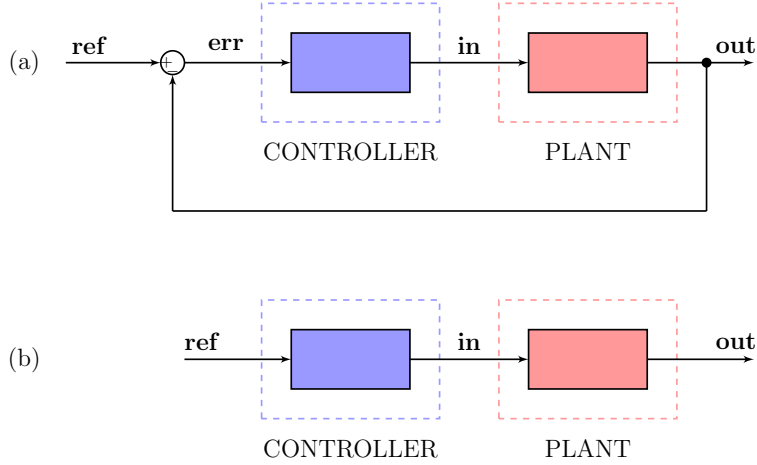 ref err in out
(a) + −
CONTROLLER PLANT
ref in out
(b)
CONTROLLER PLANT